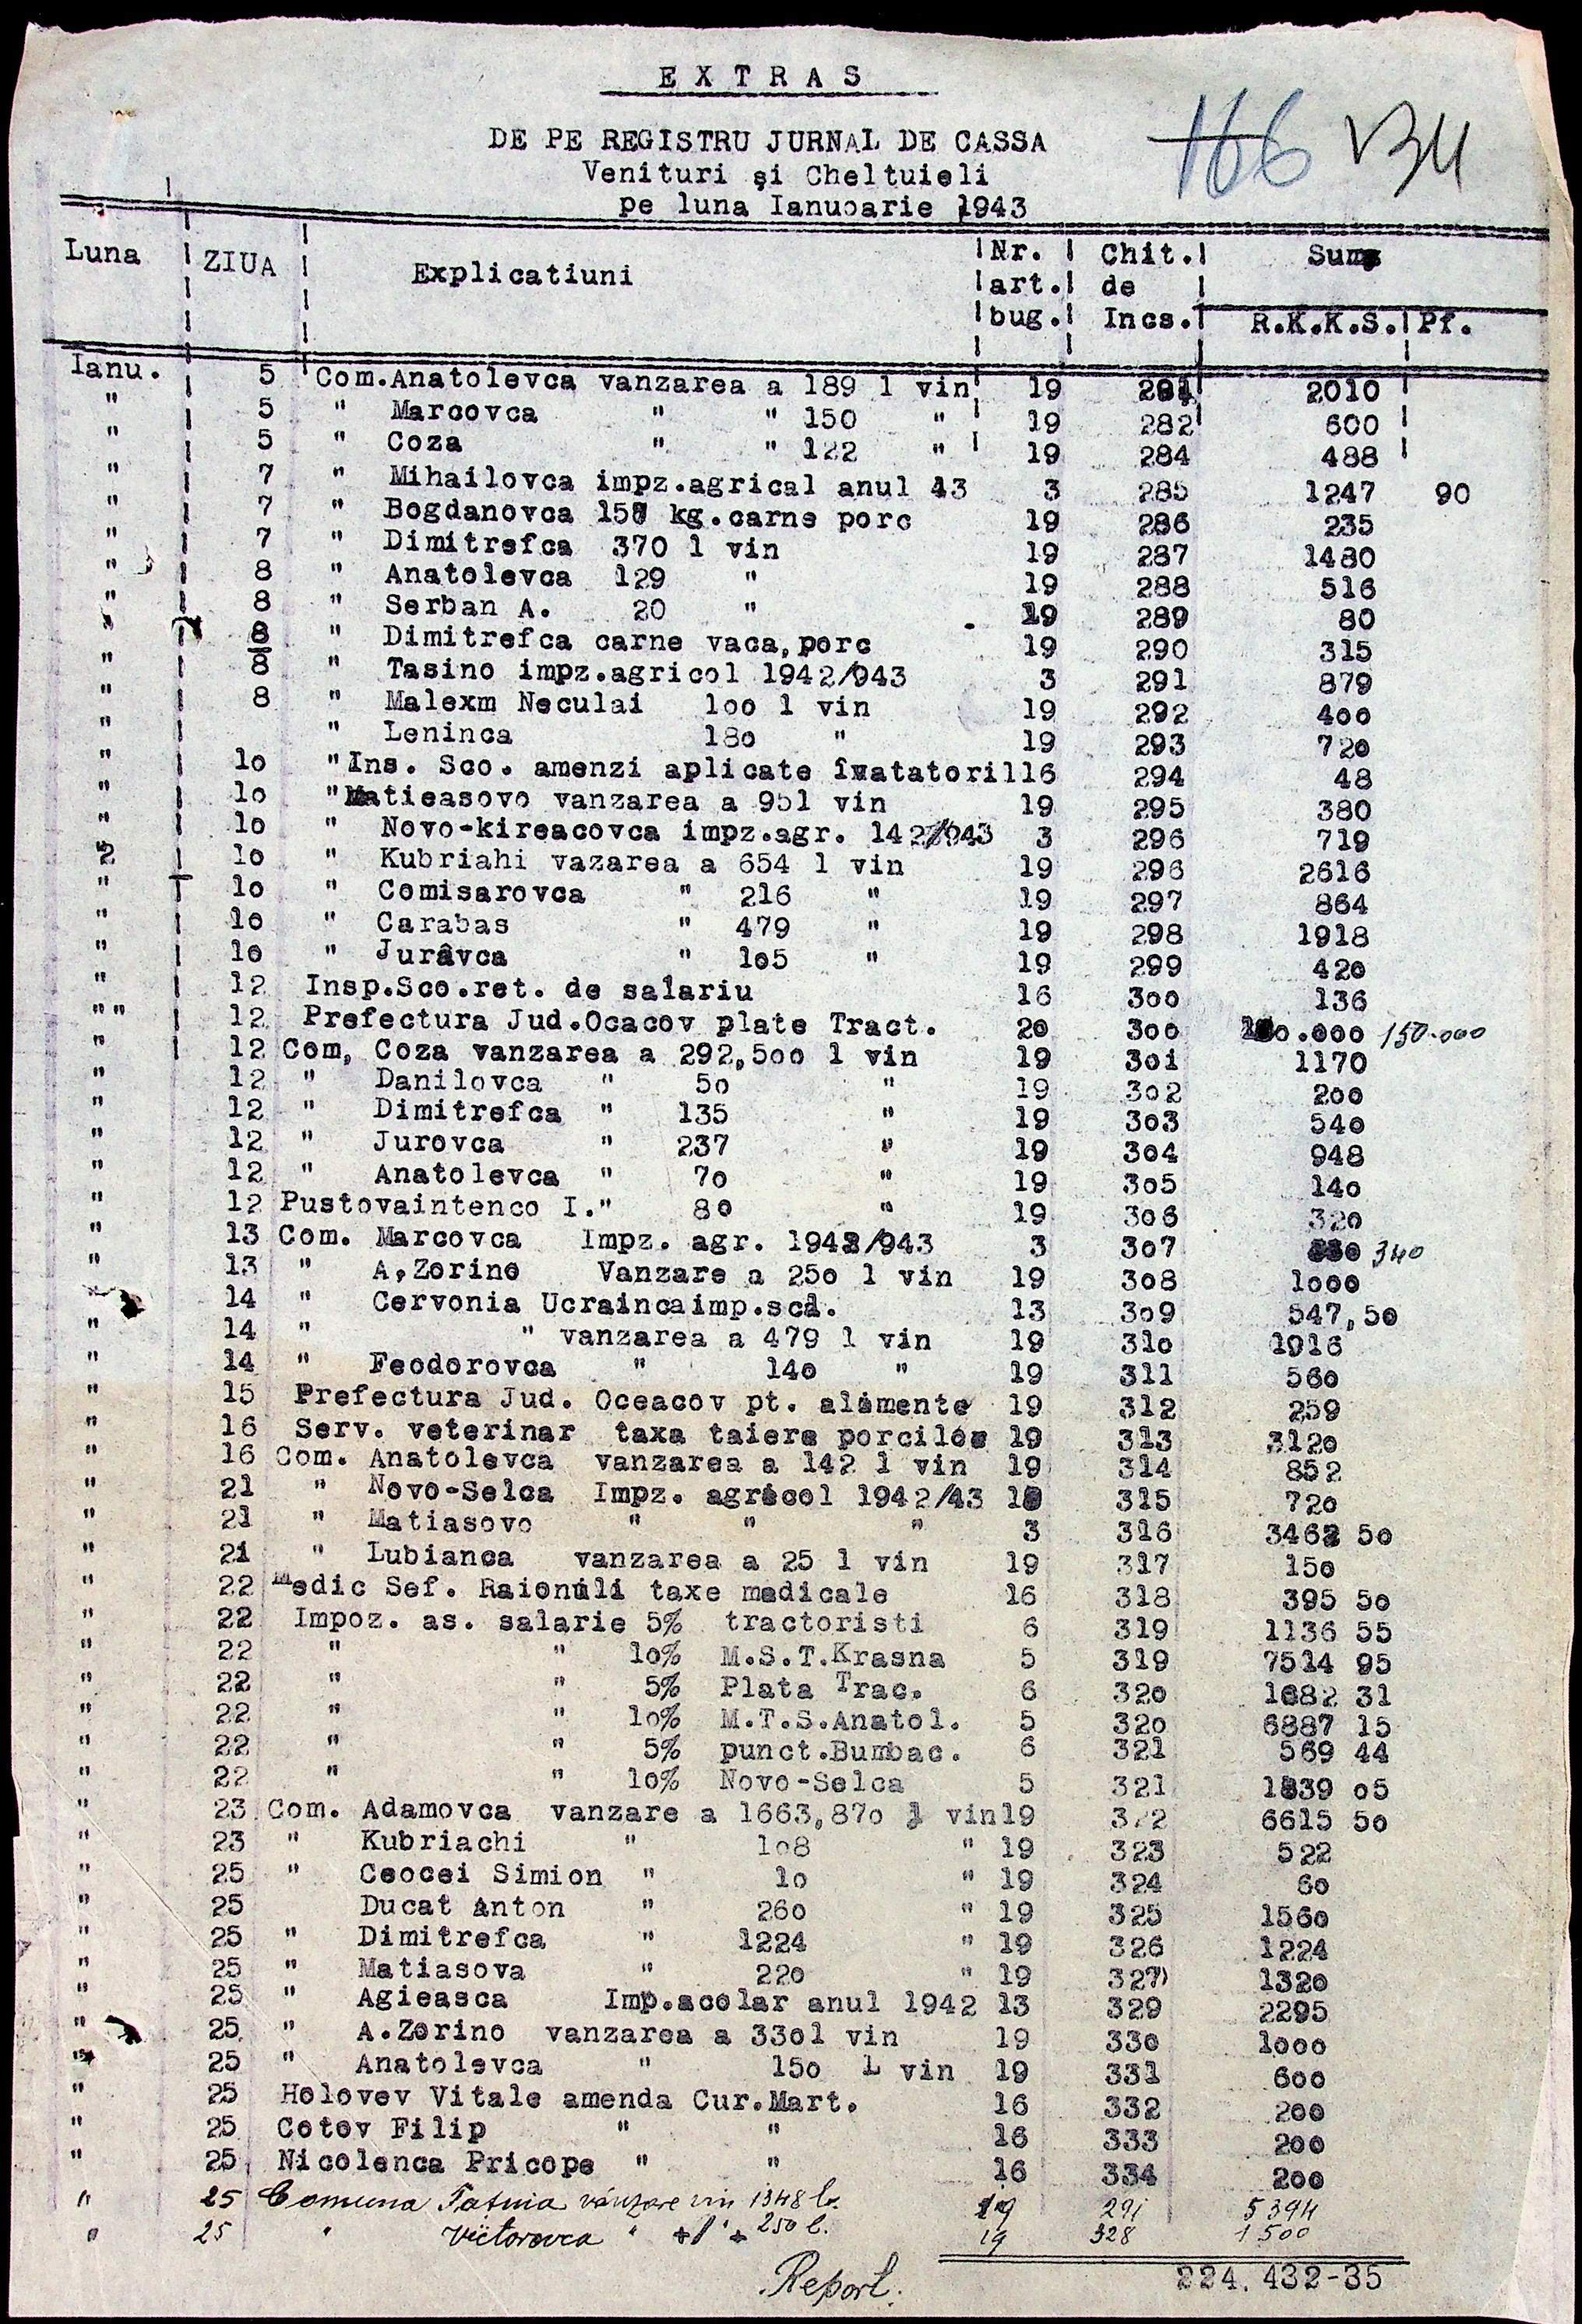 EXTRAS
166 134
DE PE REGISTRU JURNAL DE CASSA
Venituri şi Cheltuieli
pe luna Ianuoarie 1943
Luna ZIUA Explicatiuni Nr. art. bug. Chit. de Incs. Suma R.K.K.S. Pf.
Ianu. 5 Com.Anatolevca vanzarea a 189 l vin 19 281 2010
" 5 " Marcovca " " 150 " 19 282 600
" 5 " Coza " " 122 " 19 284 488
" 7 " Mihailovca impz.agrical anul 43 3 285 1247 90
" 7 " Bogdanovca 157 kg.carne porc 19 286 235
" 7 " Dimitrefca 370 l vin 19 287 1480
" 8 " Anatolevca 129 " 19 288 516
" 8 " Serban A. 20 " 19 289 80
" 8 " Dimitrefca carne vaca,porc 19 290 315
" 8 " Tasino impz.agricol 1942/943 3 291 879
" 8 " Malexm Neculai loo l vin 19 292 400
" " Leninca 180 " 19 293 720
" lo " Ins. Sco. amenzi aplicate învatatoril 16 294 48
" lo " Matieasovo vanzarea a 95l vin 19 295 380
" lo " Novo-kireacovca impz.agr. 142/943 3 296 719
" lo " Kubriahi vazarea a 654 l vin 19 296 2616
" lo " Comisarovca " 216 " 19 297 864
" lo " Carabas " 479 " 19 298 1918
" lo " Jurâvca " lo5 " 19 299 420
" 12 Insp.Sco.ret. de salariu 16 300 136
" " 12 Prefectura Jud.Ocacov plate Tract. 20 300 150.000
" 12 Com, Coza vanzarea a 292,500 l vin 19 301 1170
" 12 " Danilovca " 50 " 19 302 200
" 12 " Dimitrefca " 135 " 19 303 540
" 12 " Jurovca " 237 " 19 304 948
" 12 " Anatolevca " 70 " 19 305 140
" 12 Pustovaintenco I." 80 " 19 306 320
" 13 Com. Marcovca Impz. agr. 1942/943 3 307 340
" 13 " A,Zorino Vanzare a 250 l vin 19 308 1000
" 14 " Cervonia Ucrainca imp.scl. 13 309 547,50
" 14 " " vanzarea a 479 l vin 19 310 1916
" 14 " Feodorovca " 140 " 19 311 560
" 15 Prefectura Jud. Oceacov pt. alimente 19 312 259
" 16 Serv. veterinar taxa taiere porcilor 19 313 3120
" 16 Com. Anatolevca vanzarea a 142 l vin 19 314 852
" 21 " Novo-Selca Impz. agricol 1942/43 315 720
" 21 " Matiasovo " " " 3 316 3462 50
" 21 " Lubianca vanzarea a 25 l vin 19 317 150
" 22 Medic Sef. Raionuli taxe medicale 16 318 395 50
" 22 Impoz. as. salarie 5% tractoristi 6 319 1136 55
" 22 " " 10% M.S.T.Krasna 5 319 7514 95
" 22 " " 5% Plata Trac. 6 320 1682 31
" 22 " " 10% M.T.S.Anatol. 5 320 6887 15
" 22 " " 5% punct.Bumbac. 6 321 569 44
" 22 " " 10% Novo-Selca 5 321 1839 05
" 23 Com. Adamovca vanzare a 1663,870 l vin 19 322 6615 50
" 23 " Kubriachi " lo8 " 19 323 522
" 25 " Ceocei Simion " lo " 19 324 60
" 25 Ducat Anton " 260 " 19 325 1560
" 25 " Dimitrefca " 1224 " 19 326 1224
" 25 " Matiasova " 220 " 19 327 1320
" 25 " Agieasca Imp.scolar anul 1942 13 329 2295
" 25 " A.Zorino vanzarea a 330l vin 19 330 1000
" 25 " Anatolevca " 150 L vin 19 331 600
" 25 Holovev Vitale amenda Cur.Mart. 16 332 200
" 25 Cotov Filip " " 16 333 200
" 25 Nicolenca Pricope " " 16 334 200
" 25 Comuna Tatnia vânzare vin 1348 l. 19 291 5394
" 25 " Victorovca " " 250 l. 19 328 1500
Report. 224.432-35